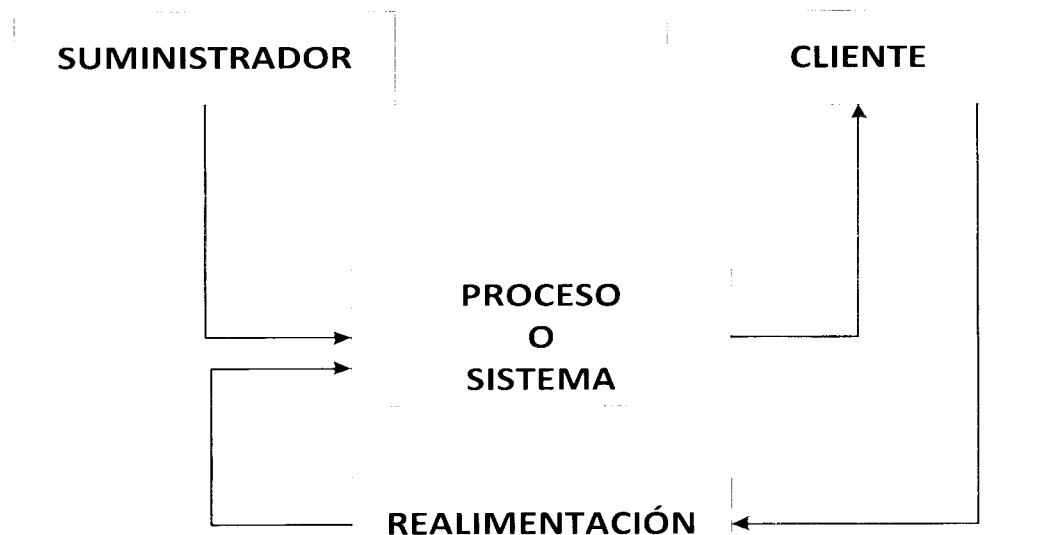 SUMINISTRADOR
CLIENTE
PROCESO
O
SISTEMA
REALIMENTACIÓN